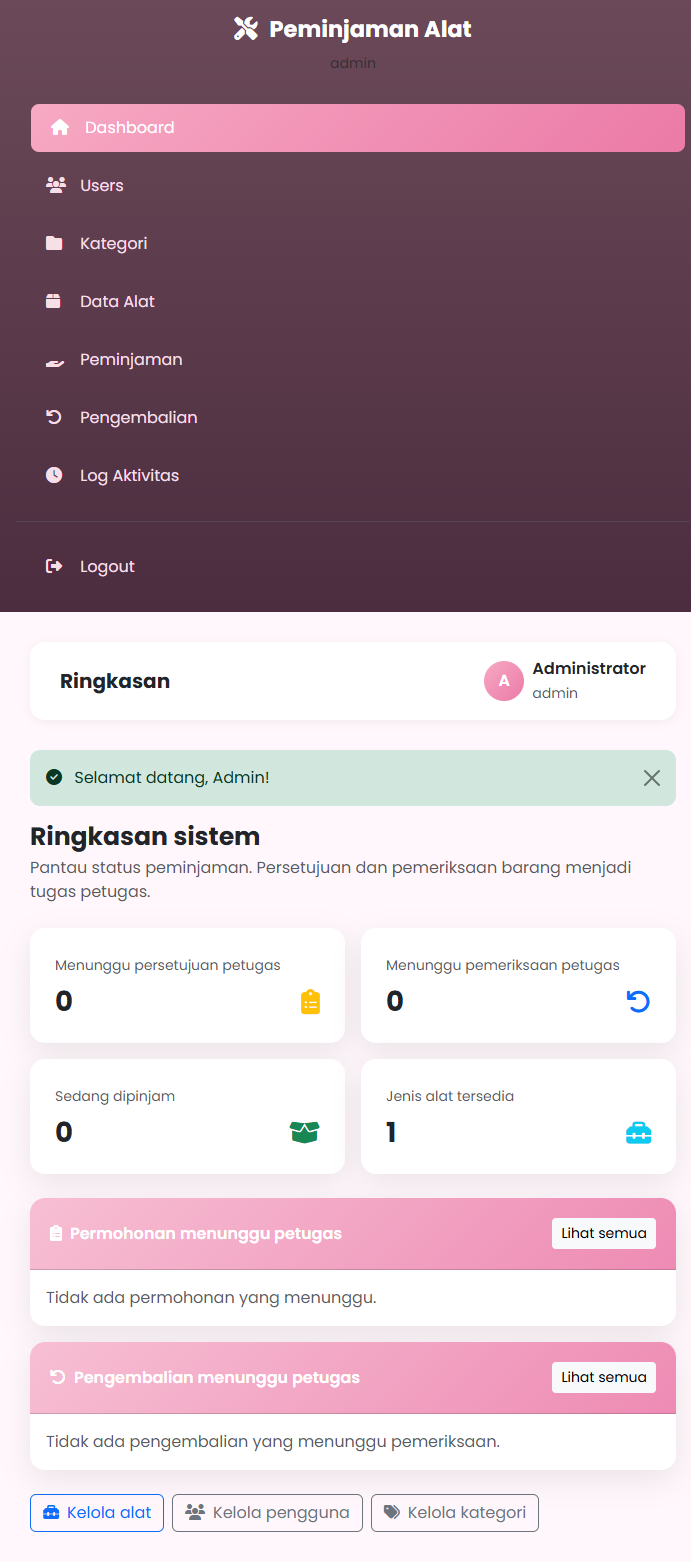 Peminjaman Alat
admin
Dashboard
Users
Kategori
Data Alat
Peminjaman
Pengembalian
Log Aktivitas
Logout
Ringkasan
A
Administrator
admin
Selamat datang, Admin!
Ringkasan sistem
Pantau status peminjaman. Persetujuan dan pemeriksaan barang menjadi
tugas petugas.
Menunggu persetujuan petugas
0
Menunggu pemeriksaan petugas
0
Sedang dipinjam
0
Jenis alat tersedia
1
Permohonan menunggu petugas
Lihat semua
Tidak ada permohonan yang menunggu.
Pengembalian menunggu petugas
Lihat semua
Tidak ada pengembalian yang menunggu pemeriksaan.
Kelola alat
Kelola pengguna
Kelola kategori